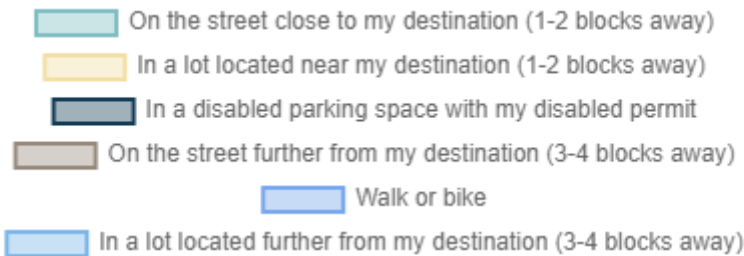 On the street close to my destination (1-2 blocks away)
In a lot located near my destination (1-2 blocks away)
In a disabled parking space with my disabled permit
On the street further from my destination (3-4 blocks away)
Walk or bike
In a lot located further from my destination (3-4 blocks away)